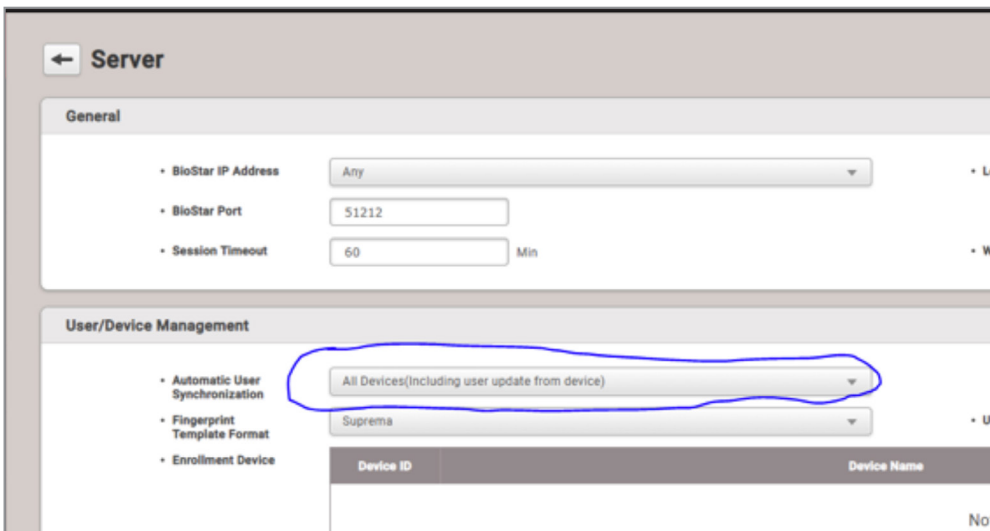 Server
General
• BioStar IP Address
Any
• BioStar Port
51212
• Session Timeout
60
Min
User/Device Management
• Automatic User
Synchronization
All Devices(Including user update from device)
• Fingerprint
Template Format
Suprema
• Enrollment Device
Device ID
Device Name